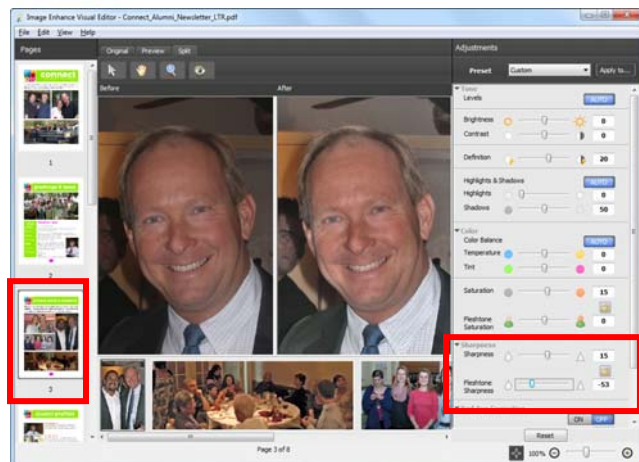 Image Enhance Visual Editor - Connect_Alumni_Newsletter_LTR.pdf
File Edit View Help
Pages
Original Preview Split
Adjustments
Preset Custom Apply to...
Before After
connect
1
2
3
Tone
Levels AUTO
Brightness 0
Contrast 0
Definition 20
Highlights & Shadows AUTO
Highlights 0
Shadows 50
Color
Color Balance AUTO
Temperature 0
Tint 0
Saturation 15
Fleshtone
Saturation 0
Sharpness
Sharpness 15
Fleshtone
Sharpness -53
ON OFF
Reset
Page 3 of 8
100%